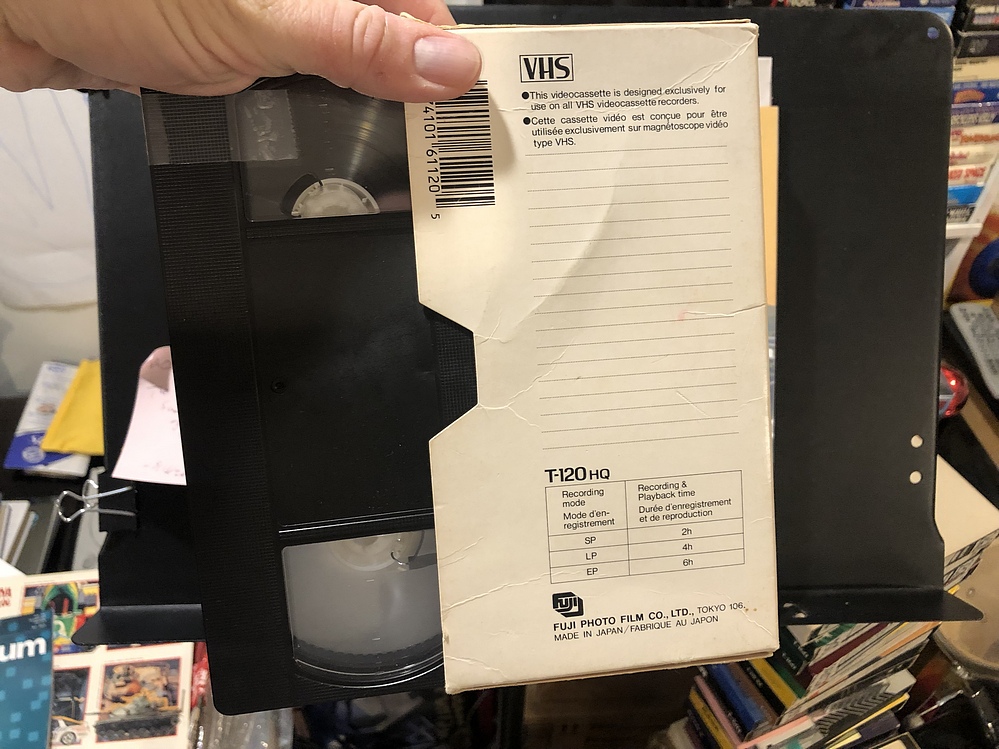 VHS
●This videocassette is designed exclusively for
use on all VHS videocassette recorders.
●Cette cassette vidéo est conçue pour être
utilisée exclusivement sur magnétoscope vidéo
type VHS.
74101 61120 5
T-120 HQ
Recording
mode
Mode d'en-
registrement
Recording &
Playback time
Durée d'enregistrement
et de reproduction
SP 2h
LP 4h
EP 6h
FUJI
FUJI PHOTO FILM CO., LTD., TOKYO 106,
MADE IN JAPAN/FABRIQUE AU JAPON
um